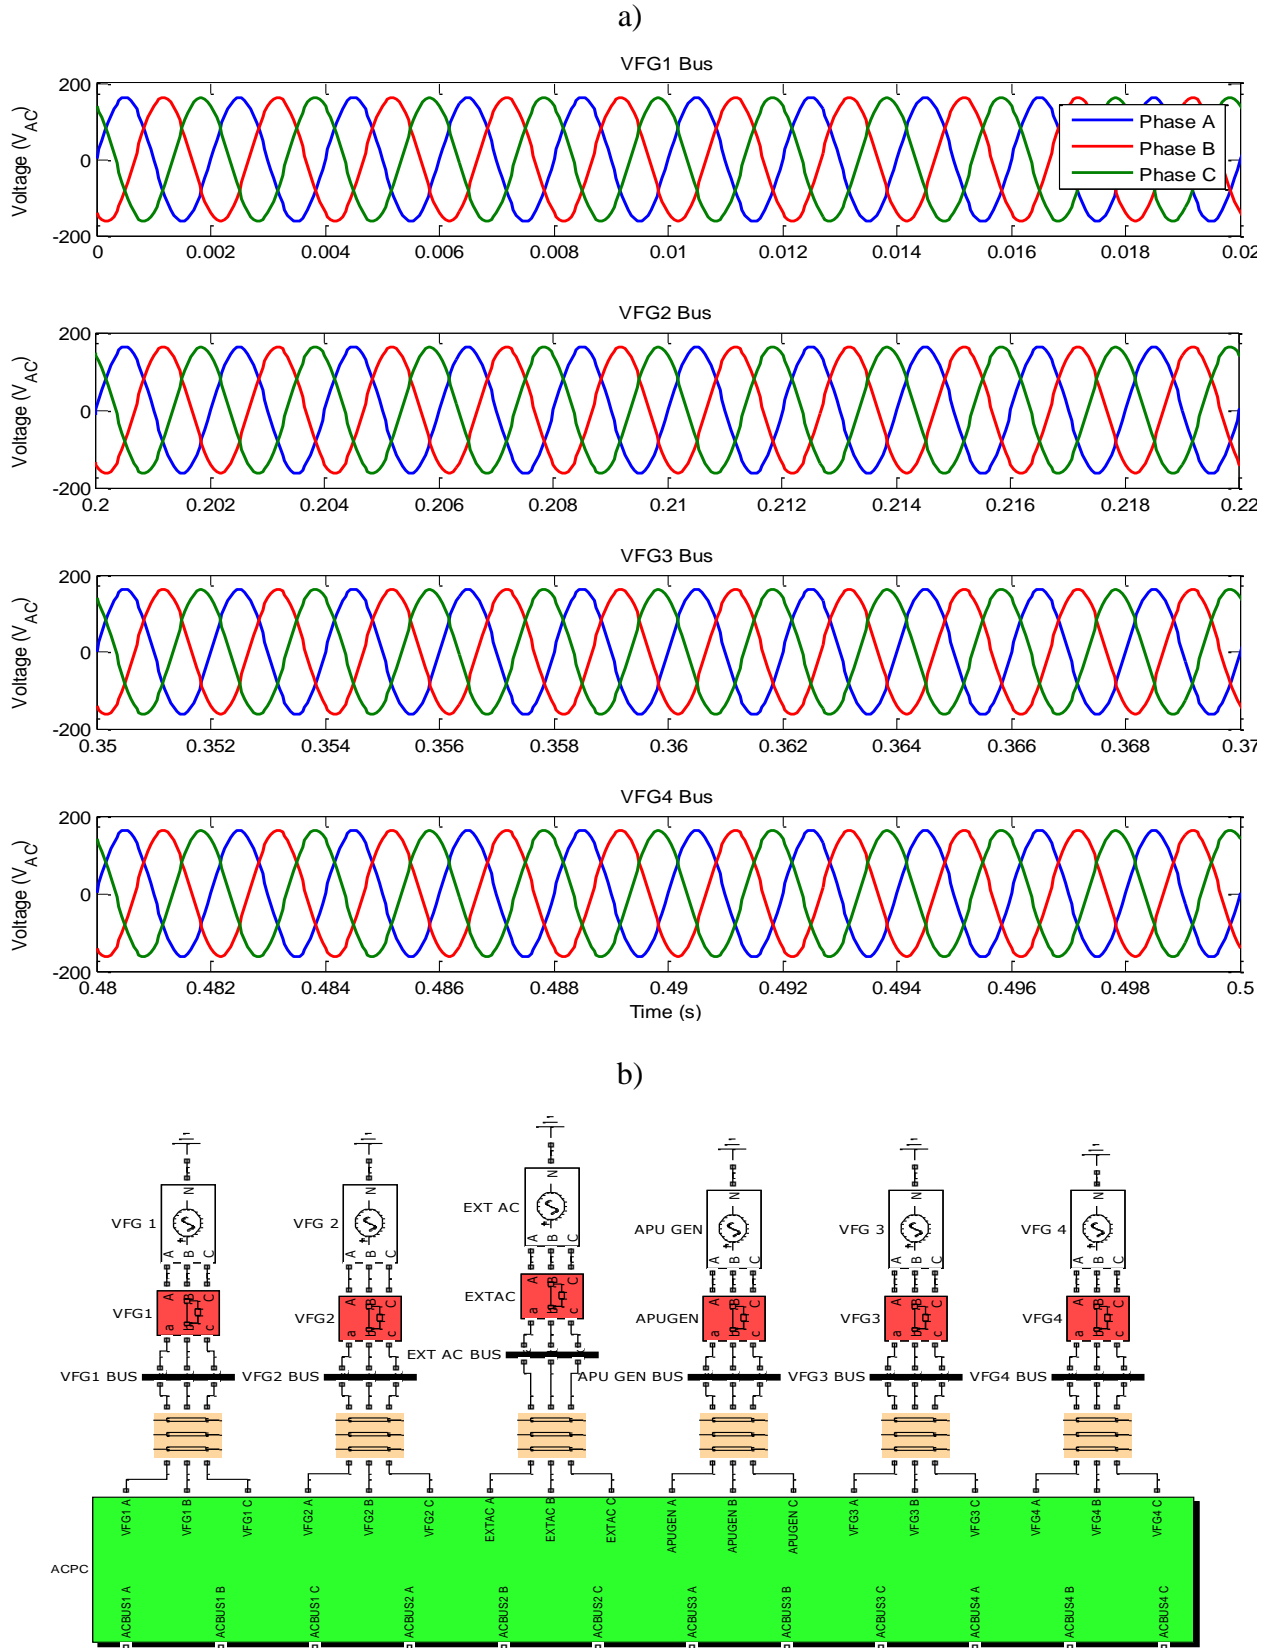 a)
VFG1 Bus
Voltage (V_AC)
200
0
-200
Phase A
Phase B
Phase C
0 0.002 0.004 0.006 0.008 0.01 0.012 0.014 0.016 0.018 0.02
VFG2 Bus
Voltage (V_AC)
200
0
-200
0.2 0.202 0.204 0.206 0.208 0.21 0.212 0.214 0.216 0.218 0.22
VFG3 Bus
Voltage (V_AC)
200
0
-200
0.35 0.352 0.354 0.356 0.358 0.36 0.362 0.364 0.366 0.368 0.37
VFG4 Bus
Voltage (V_AC)
200
0
-200
0.48 0.482 0.484 0.486 0.488 0.49 0.492 0.494 0.496 0.498 0.5
Time (s)
b)
N N N N N N
VFG 1 VFG 2 EXT AC APU GEN VFG 3 VFG 4
A B C A B C A B C A B C A B C A B C
A B C A B C A B C A B C A B C A B C
VFG1 VFG2 EXTAC APUGEN VFG3 VFG4
a b c a b c a b c a b c a b c a b c
VFG1 BUS VFG2 BUS EXT AC BUS APU GEN BUS VFG3 BUS VFG4 BUS
VFG1 A VFG1 B VFG1 C VFG2 A VFG2 B VFG2 C EXTAC A EXTAC B EXTAC C APUGEN A APUGEN B APUGEN C VFG3 A VFG3 B VFG3 C VFG4 A VFG4 B VFG4 C
ACPC
ACBUS1 A ACBUS1 B ACBUS1 C ACBUS2 A ACBUS2 B ACBUS2 C ACBUS3 A ACBUS3 B ACBUS3 C ACBUS4 A ACBUS4 B ACBUS4 C